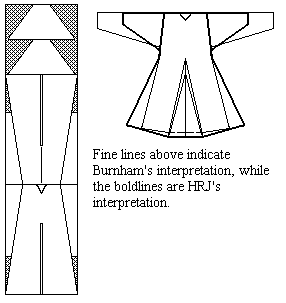 Fine lines above indicate
Burnham's interpretation, while
the boldlines are HRJ's
interpretation.